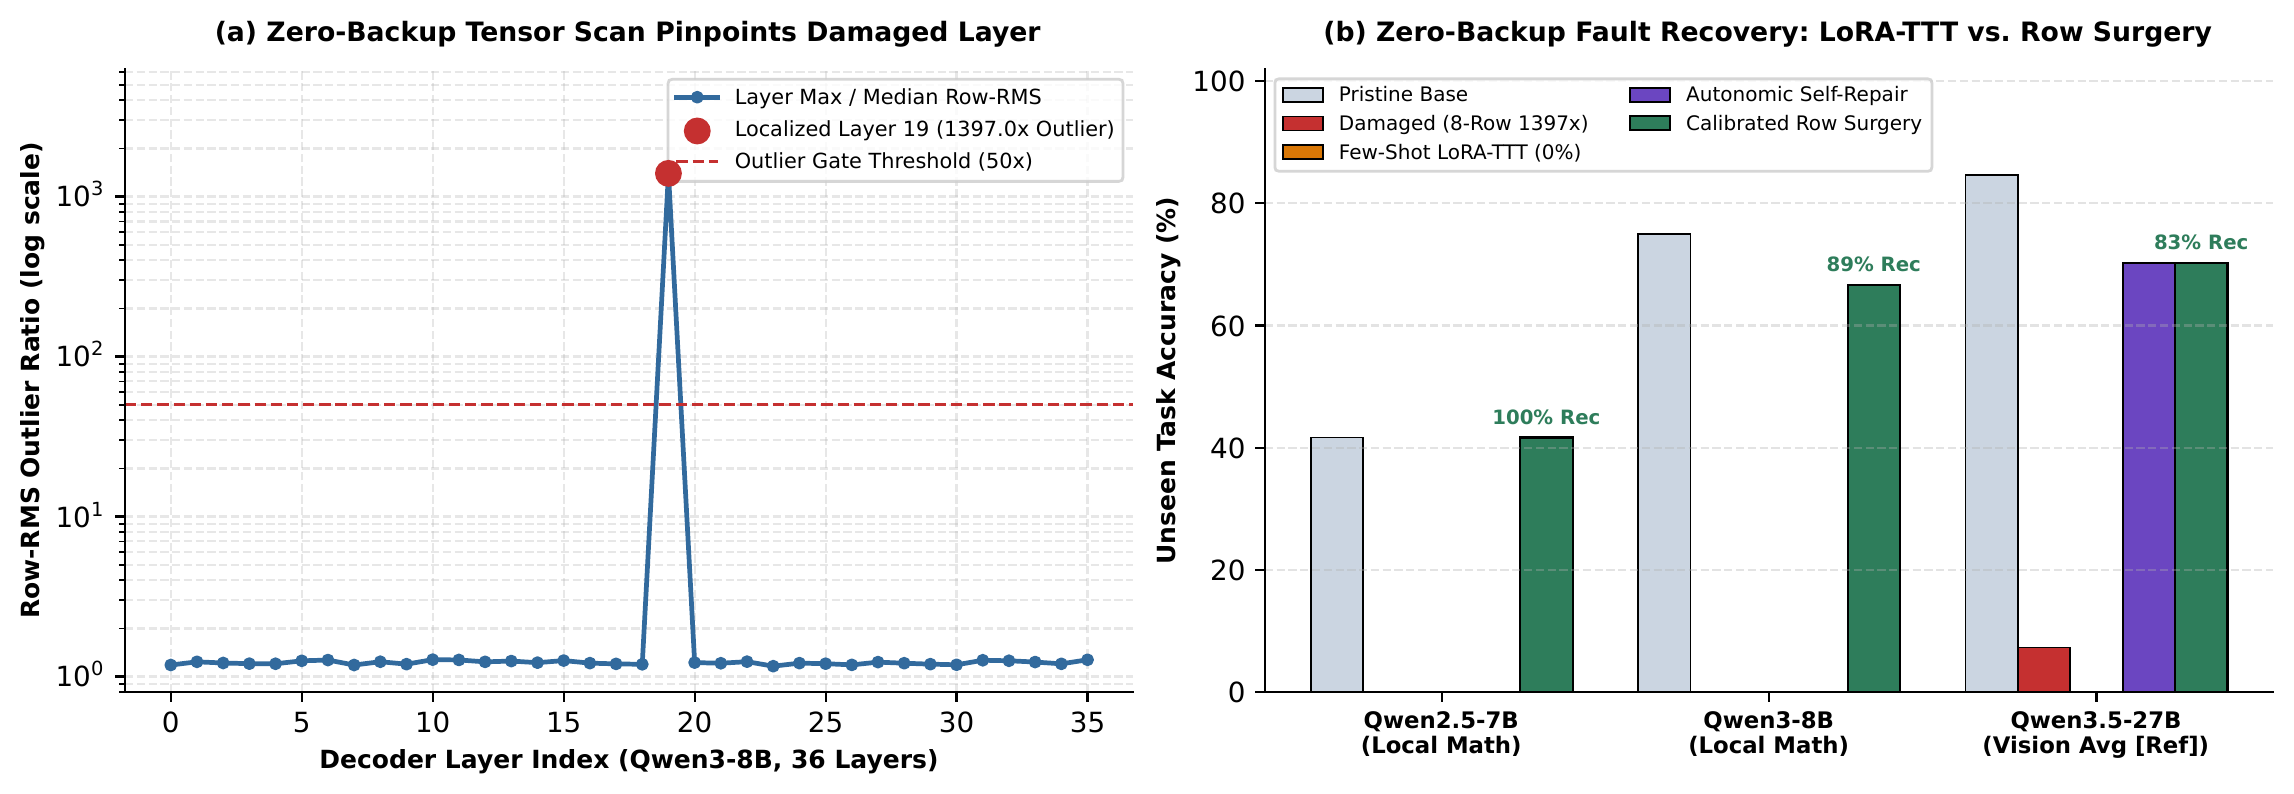 (a) Zero-Backup Tensor Scan Pinpoints Damaged Layer
Row-RMS Outlier Ratio (log scale)
10³
10²
10¹
10⁰
Layer Max / Median Row-RMS
Localized Layer 19 (1397.0x Outlier)
Outlier Gate Threshold (50x)
0 5 10 15 20 25 30 35
Decoder Layer Index (Qwen3-8B, 36 Layers)
(b) Zero-Backup Fault Recovery: LoRA-TTT vs. Row Surgery
Unseen Task Accuracy (%)
100
80
60
40
20
0
Pristine Base
Damaged (8-Row 1397x)
Few-Shot LoRA-TTT (0%)
Autonomic Self-Repair
Calibrated Row Surgery
100% Rec
89% Rec
83% Rec
Qwen2.5-7B
(Local Math)
Qwen3-8B
(Local Math)
Qwen3.5-27B
(Vision Avg [Ref])